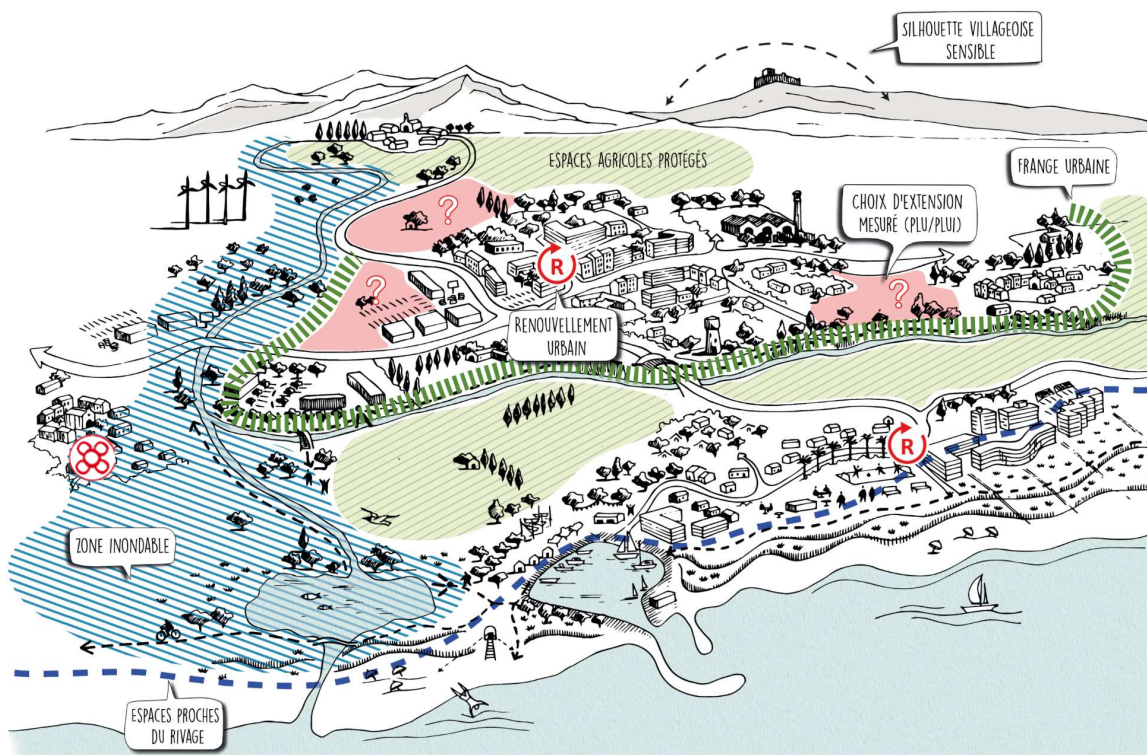 SILHOUETTE VILLAGEOISE
SENSIBLE
ESPACES AGRICOLES PROTÉGÉS
FRANGE URBAINE
CHOIX D'EXTENSION
MESURÉ (PLU/PLUI)
?
?
?
R
RENOUVELLEMENT
URBAIN
R
ZONE INONDABLE
ESPACES PROCHES
DU RIVAGE